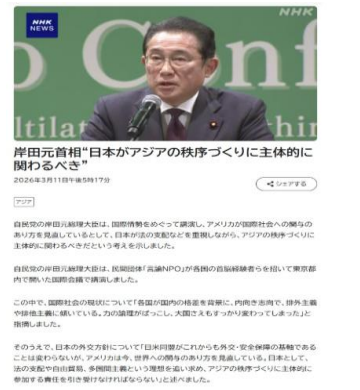 NHK
NEWS
NHK
o Conf
ltilat
hir
岸田元首相“日本がアジアの秩序づくりに主体的に
関わるべき”
2026年3月11日午後5時17分
シェアする
アジア
自民党の岸田元総理大臣は、国際情勢をめぐって講演し、アメリカが国際社会への関与の
あり方を見直しているとして、日本が法の支配などを重視しながら、アジアの秩序づくりに
主体的に関わるべきだという考えを示しました。
自民党の岸田元総理大臣は、民間団体「言論NPO」が各国の首脳経験者らを招いて東京都
内で開いた国際会議で講演しました。
この中で、国際社会の現状について「各国が国内の格差を背景に、内向き志向で、排外主義
や排他主義に傾いている。力の論理がばっこし、大国さえもすっかり変わってしまった」と
指摘しました。
そのうえで、日本の外交方針について「日米同盟がこれからも外交・安全保障の基軸である
ことは変わらないが、アメリカは今、世界への関与のあり方を見直している。日本として、
法の支配や自由貿易、多国間主義という理想を追い求め、アジアの秩序づくりに主体的に
参加する責任を引き受けなければならない」と述べました。